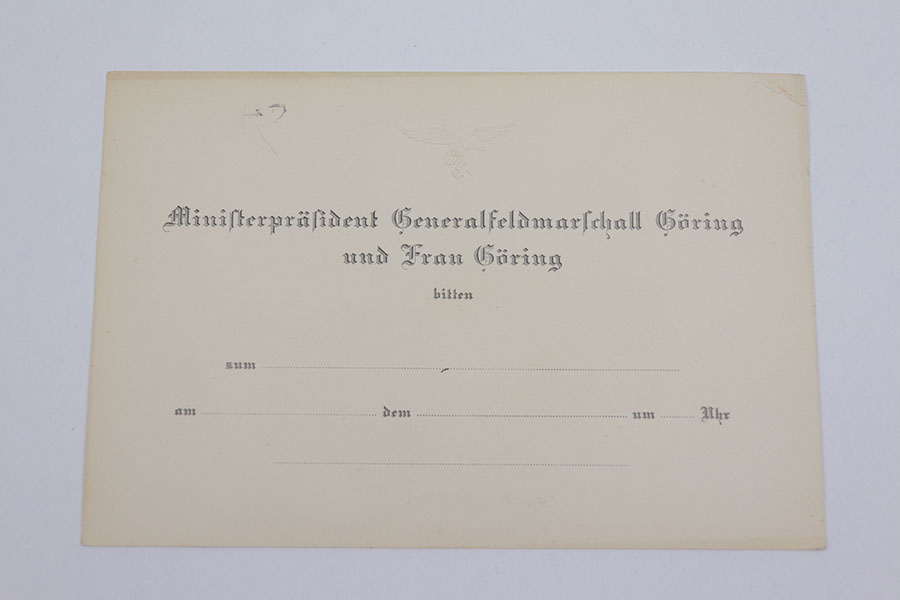 Miniſterpräſident Generalfeldmarſchall Göring
und Frau Göring
bitten
zum
am dem um Uhr